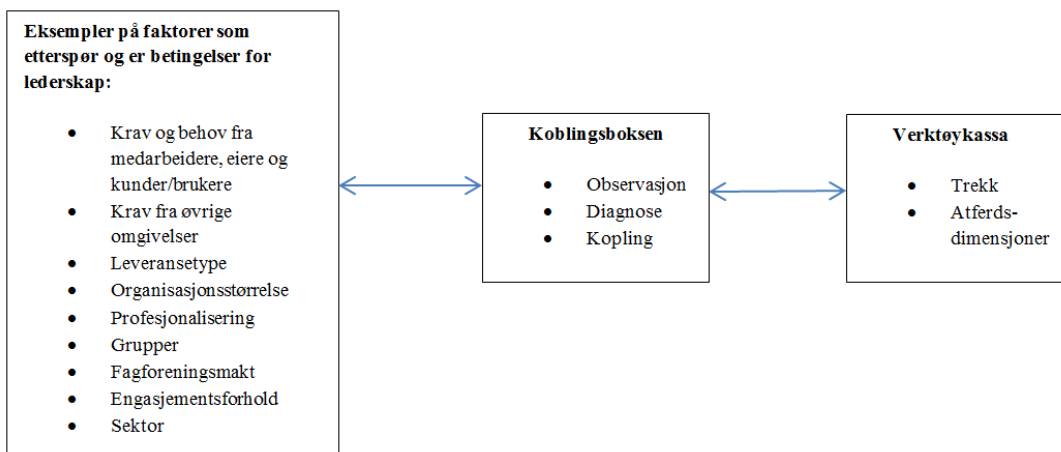 Eksempler på faktorer som
etterspør og er betingelser for
lederskap:
• Krav og behov fra
medarbeidere, eiere og
kunder/brukere
• Krav fra øvrige
omgivelser
• Leveransetype
• Organisasjonsstørrelse
• Profesjonalisering
• Grupper
• Fagforeningsmakt
• Engasjementsforhold
• Sektor
Koblingsboksen
• Observasjon
• Diagnose
• Kopling
Verktøykassa
• Trekk
• Atferds-
dimensjoner